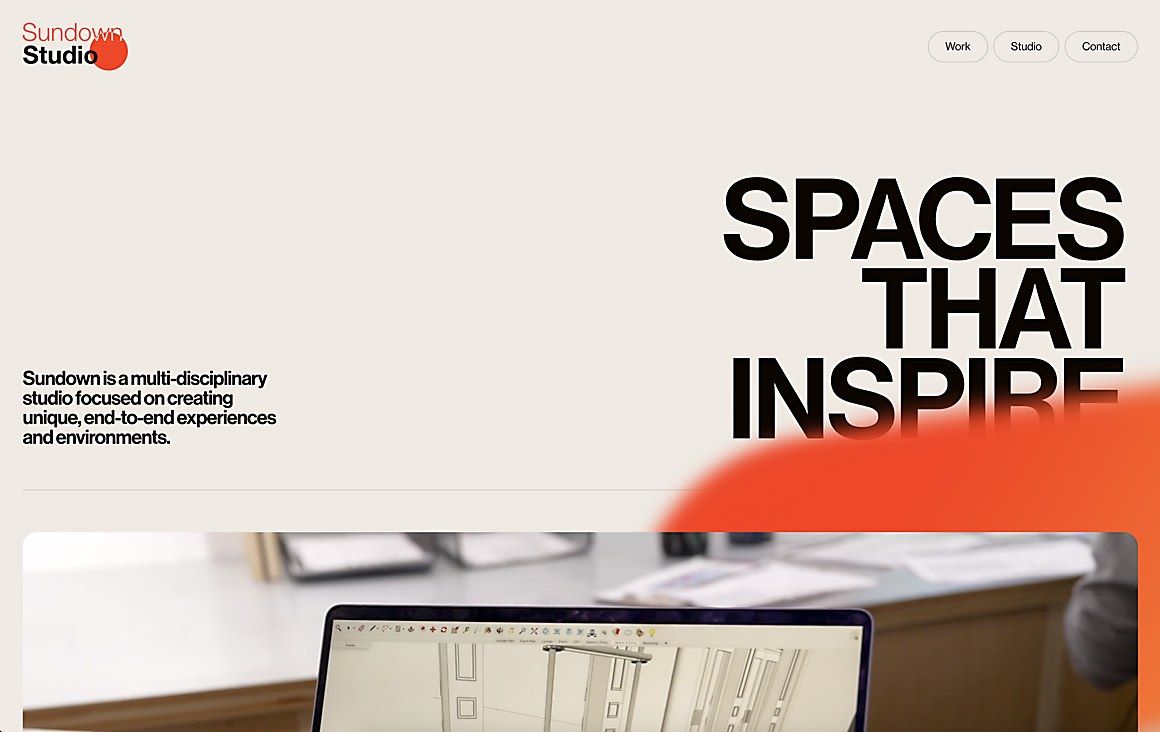 Sundown
Studio
Work
Studio
Contact
SPACES
THAT
INSPIRE
Sundown is a multi-disciplinary
studio focused on creating
unique, end-to-end experiences
and environments.